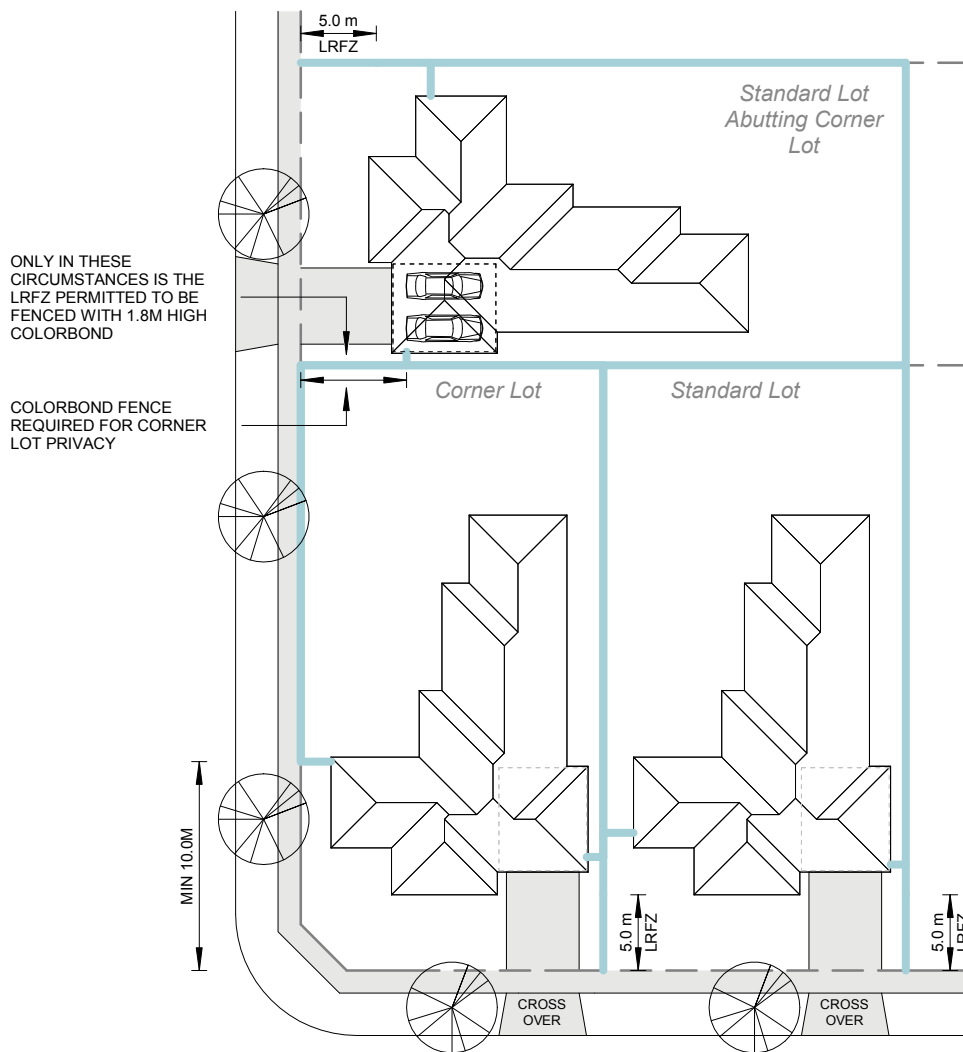 5.0 m
LRFZ
Standard Lot
Abutting Corner
Lot
ONLY IN THESE
CIRCUMSTANCES IS THE
LRFZ PERMITTED TO BE
FENCED WITH 1.8M HIGH
COLORBOND
Corner Lot
Standard Lot
COLORBOND FENCE
REQUIRED FOR CORNER
LOT PRIVACY
MIN 10.0M
5.0 m
LRFZ
5.0 m
LRFZ
CROSS
OVER
CROSS
OVER